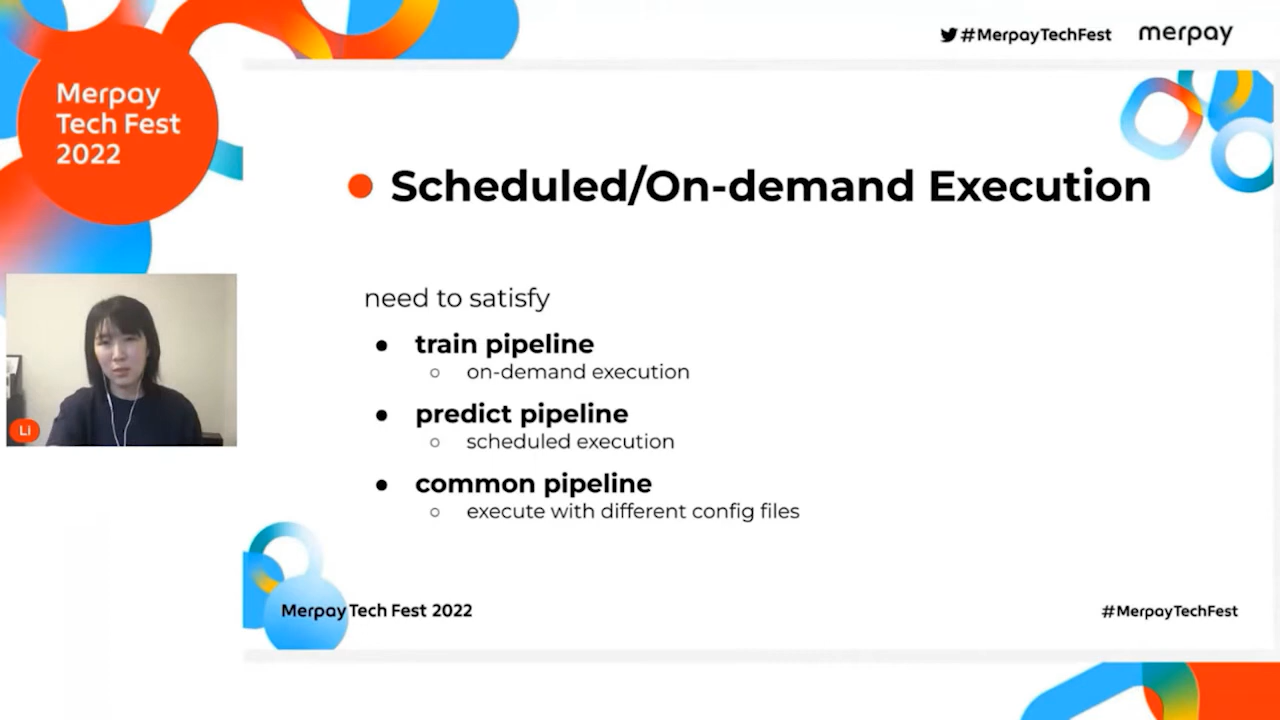 #MerpayTechFest merpay
Merpay
Tech Fest
2022
Scheduled/On-demand Execution
need to satisfy
● train pipeline
○ on-demand execution
● predict pipeline
○ scheduled execution
● common pipeline
○ execute with different config files
LI
Merpay Tech Fest 2022
#MerpayTechFest